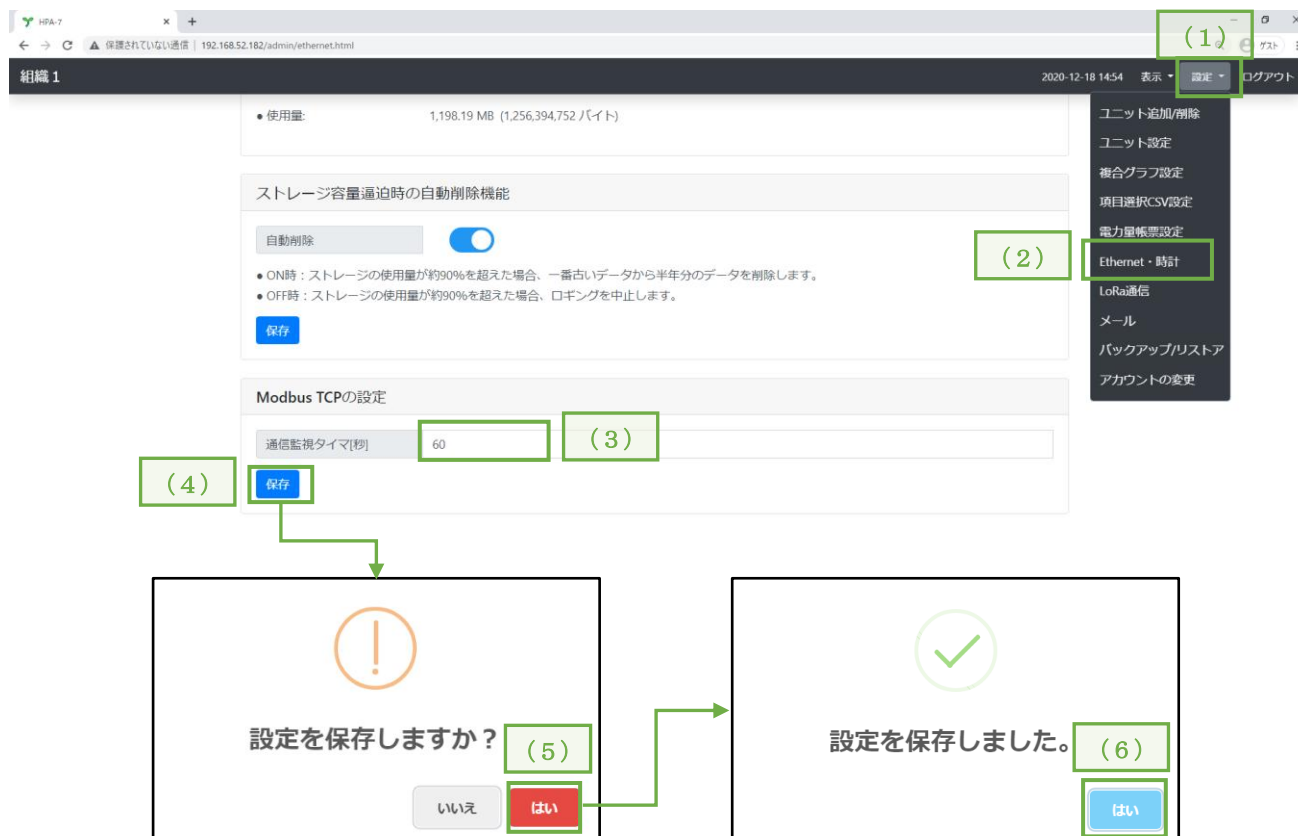 HPA-7
保護されていない通信 | 192.168.52.182/admin/ethernet.html
ゲスト
(1)
組織 1
2020-12-18 14:54 表示 設定 ログアウト
● 使用量: 1,198.19 MB (1,256,394,752 バイト)
ユニット追加/削除
ユニット設定
複合グラフ設定
項目選択CSV設定
電力量帳票設定
(2)
Ethernet・時計
LoRa通信
メール
バックアップ/リストア
アカウントの変更
ストレージ容量逼迫時の自動削除機能
自動削除
● ON時：ストレージの使用量が約90%を超えた場合、一番古いデータから半年分のデータを削除します。
● OFF時：ストレージの使用量が約90%を超えた場合、ロギングを中止します。
保存
Modbus TCPの設定
通信監視タイマ[秒] 60
(3)
(4)
保存
設定を保存しますか？
(5)
いいえ はい
設定を保存しました。
(6)
はい